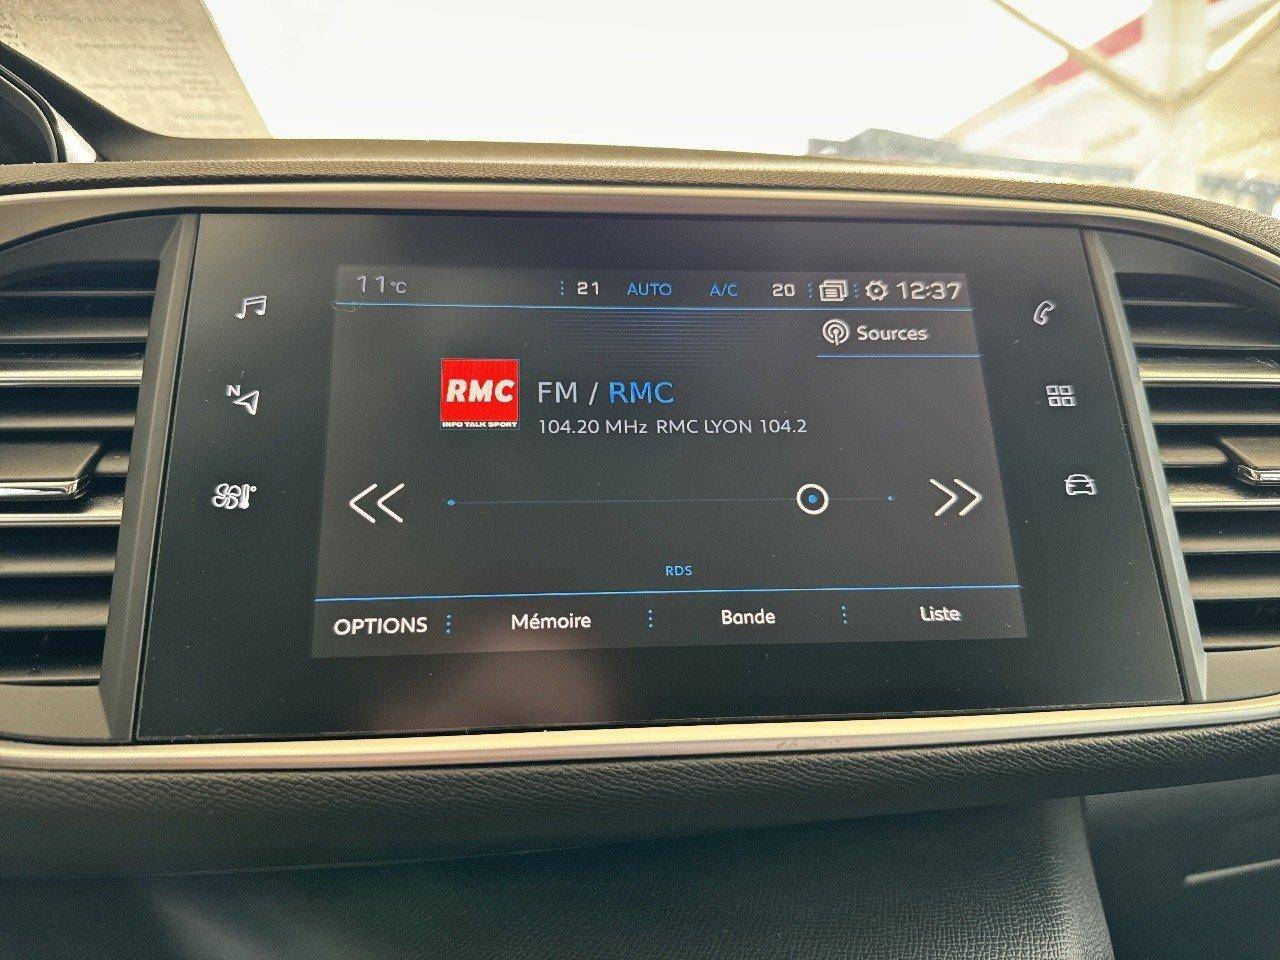 11°C
21 AUTO A/C 20 12:37
Sources
N
RMC
INFO TALK SPORT
FM / RMC
104.20 MHz RMC LYON 104.2
RDS
OPTIONS Mémoire Bande Liste